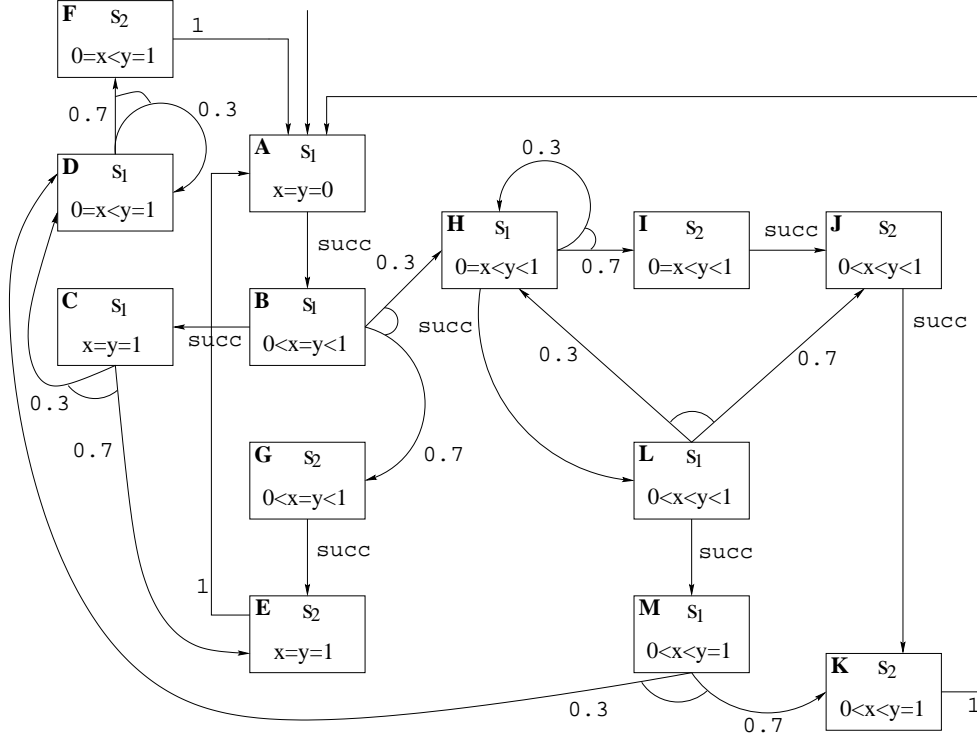 F S2
0=x<y=1
1
0.7
0.3
D S1
0=x<y=1
A S1
x=y=0
succ
0.3
H S1
0=x<y<1
0.3
0.7
I S2
0=x<y<1
succ
J S2
0<x<y<1
succ
C S1
x=y=1
succ
B S1
0<x=y<1
succ
0.3
0.7
0.3
0.7
0.7
G S2
0<x=y<1
succ
L S1
0<x<y<1
succ
1
E S2
x=y=1
M S1
0<x<y=1
K S2
0<x<y=1
0.3
0.7
1